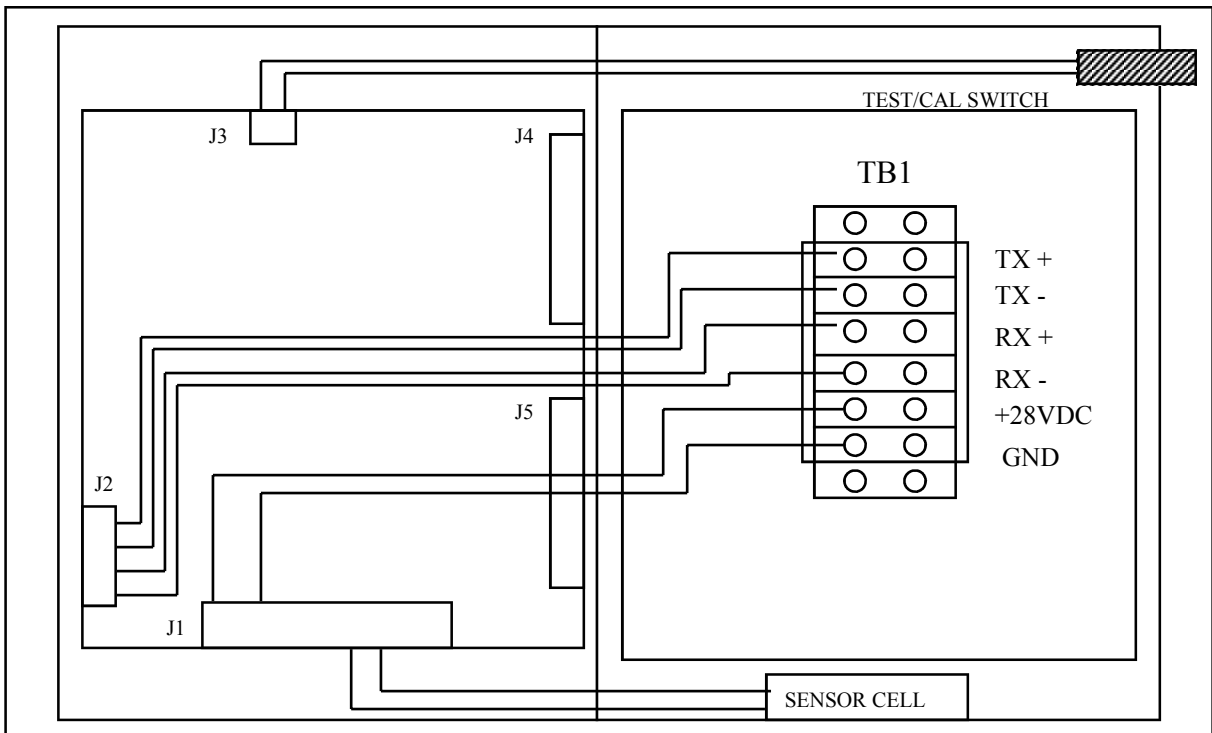 TEST/CAL SWITCH
J3
J4
TB1
TX +
TX -
RX +
RX -
+28VDC
GND
J5
J2
J1
SENSOR CELL